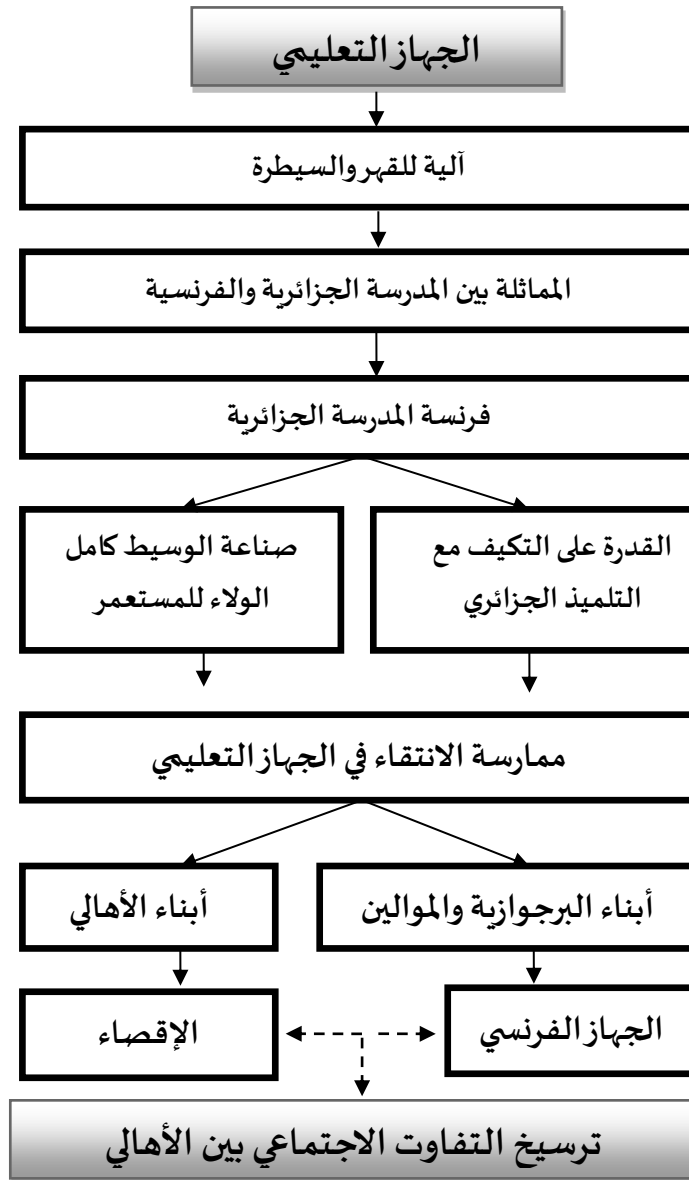 الجهاز التعليمي
آلية للقهر والسيطرة
المماثلة بين المدرسة الجزائرية والفرنسية
فرنسة المدرسة الجزائرية
القدرة على التكيف مع
التلميذ الجزائري
صناعة الوسيط كامل
الولاء للمستعمر
ممارسة الانتقاء في الجهاز التعليمي
أبناء البرجوازية والموالين
أبناء الأهالي
الجهاز الفرنسي
الإقصاء
ترسيخ التفاوت الاجتماعي بين الأهالي